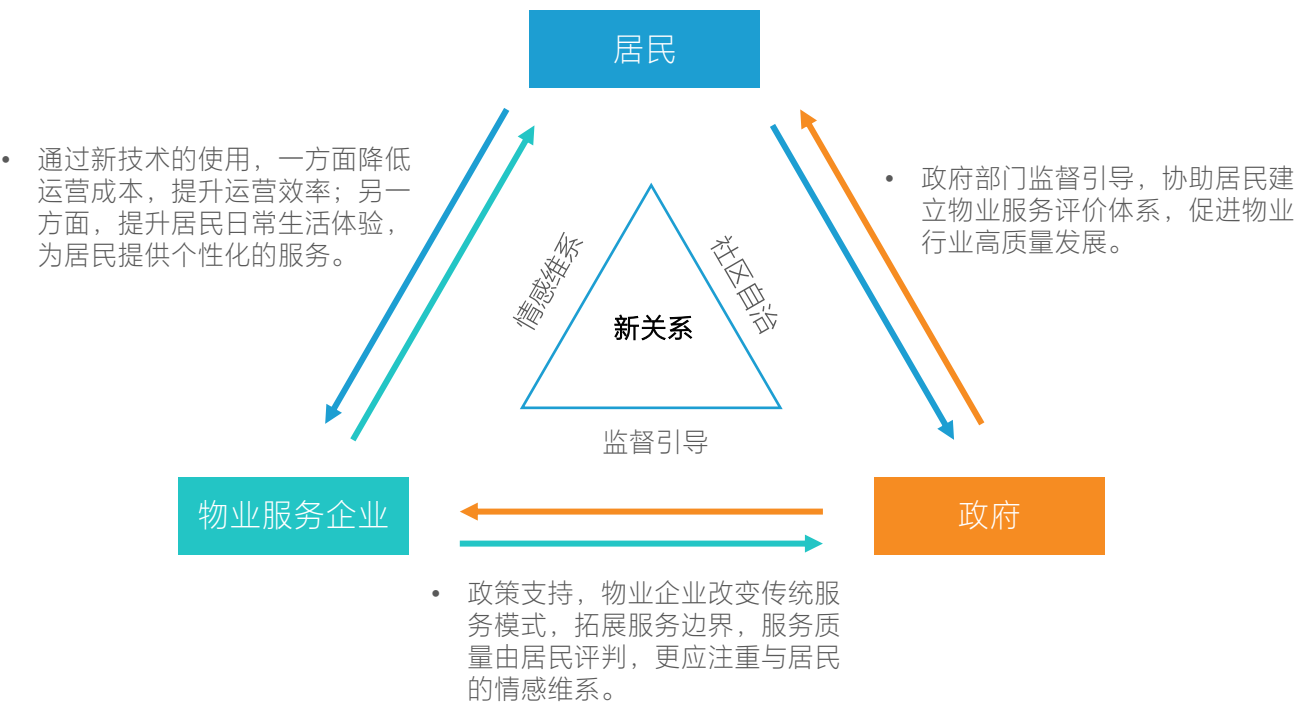 居民
• 通过新技术的使用，一方面降低
运营成本，提升运营效率；另一
方面，提升居民日常生活体验，
为居民提供个性化的服务。
• 政府部门监督引导，协助居民建
立物业服务评价体系，促进物业
行业高质量发展。
情感维系
社区自治
新关系
监督引导
物业服务企业
政府
• 政策支持，物业企业改变传统服
务模式，拓展服务边界，服务质
量由居民评判，更应注重与居民
的情感维系。